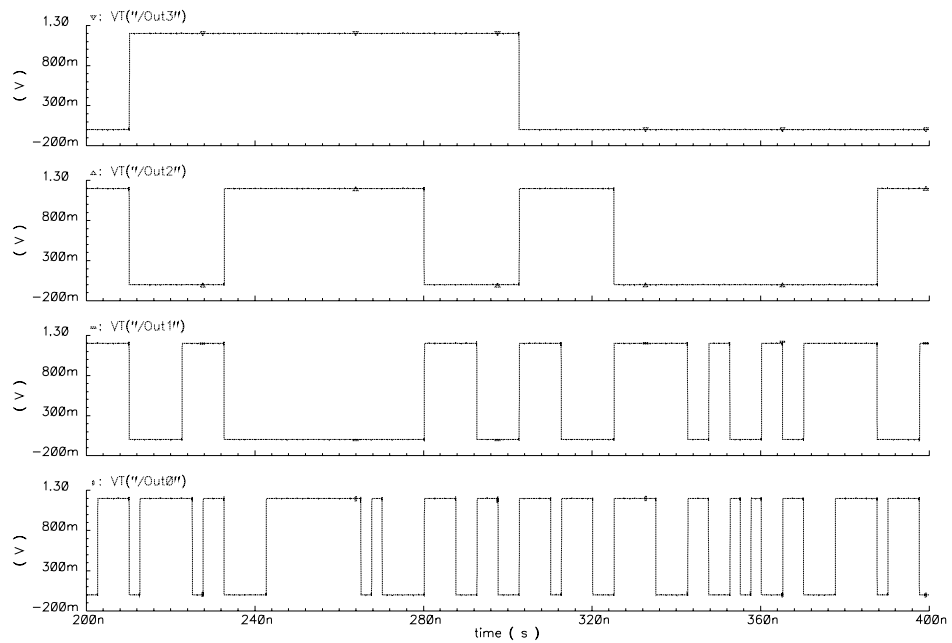 ▽: VT("/Out3")
1.30
800m
300m
-200m
( V )
△: VT("/Out2")
1.30
800m
300m
-200m
( V )
▫: VT("/Out1")
1.30
800m
300m
-200m
( V )
▯: VT("/Out0")
1.30
800m
300m
-200m
( V )
200n 240n 280n 320n 360n 400n
time ( s )